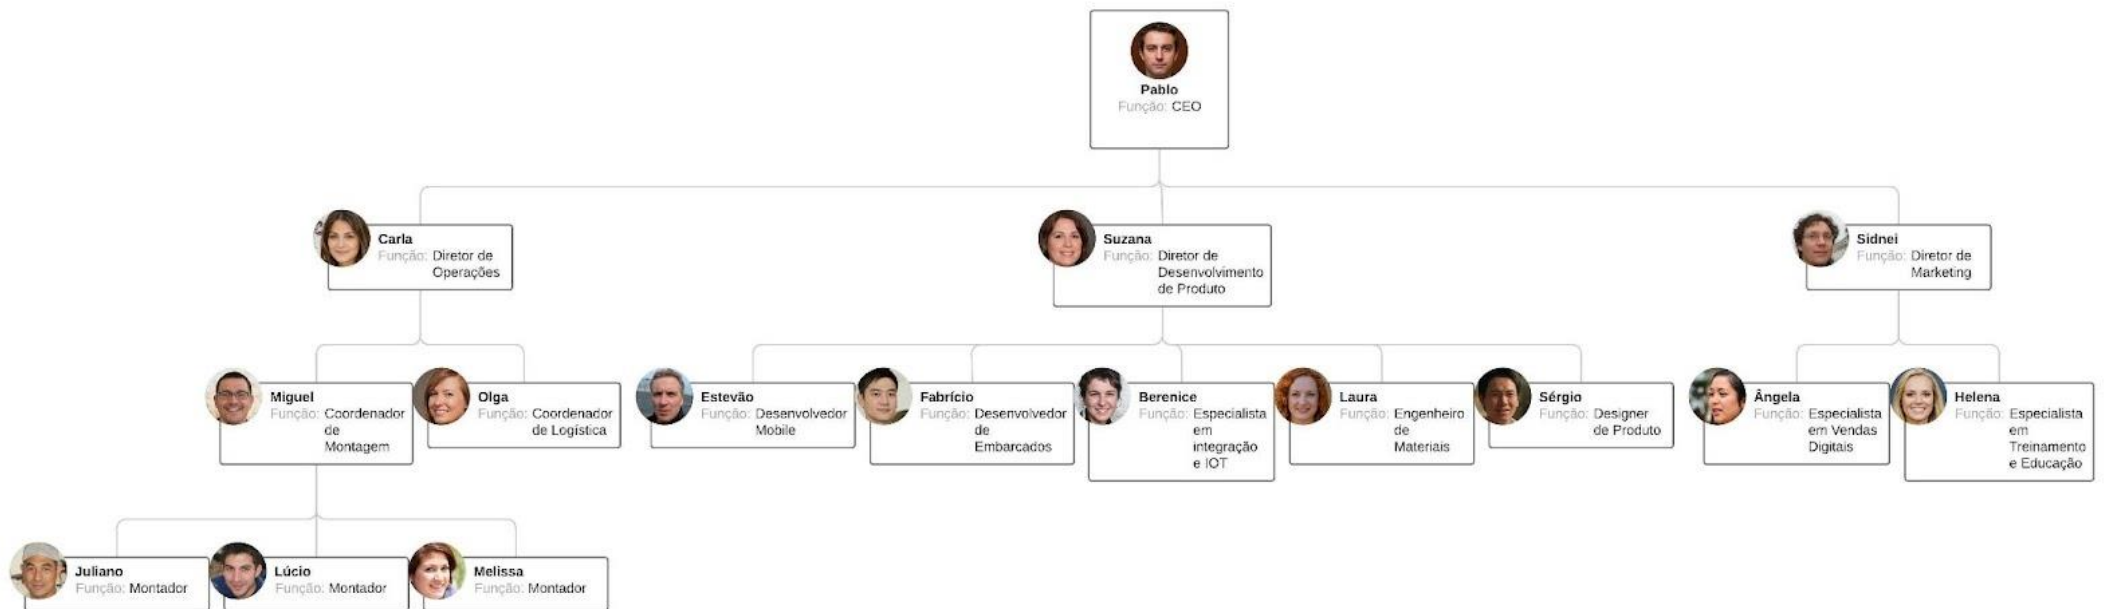 Pablo
Função: CEO
Carla
Função: Diretor de
Operações
Suzana
Função: Diretor de
Desenvolvimento
de Produto
Sidnei
Função: Diretor de
Marketing
Miguel
Função: Coordenador
de
Montagem
Olga
Função: Coordenador
de Logística
Estevão
Função: Desenvolvedor
Mobile
Fabrício
Função: Desenvolvedor
de
Embarcados
Berenice
Função: Especialista
em
integração
e IOT
Laura
Função: Engenheiro
de
Materiais
Sérgio
Função: Designer
de Produto
Ângela
Função: Especialista
em Vendas
Digitais
Helena
Função: Especialista
em
Treinamento
e Educação
Juliano
Função: Montador
Lúcio
Função: Montador
Melissa
Função: Montador